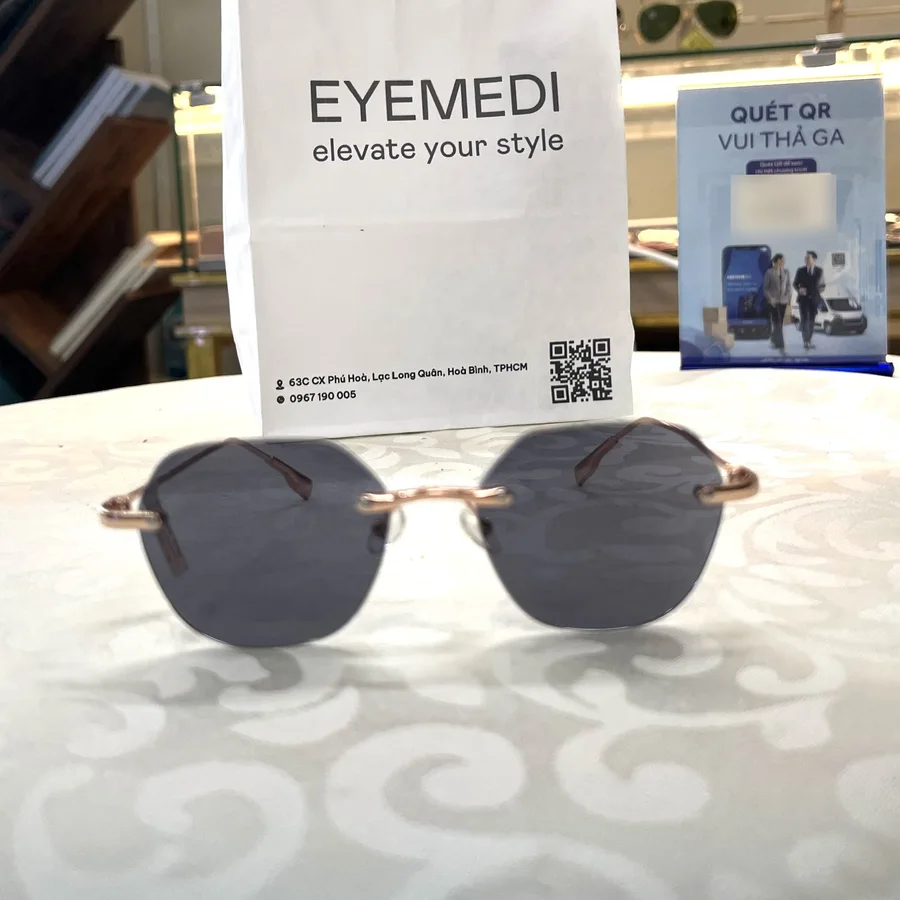 EYEMEDI
elevate your style
63C CX Phú Hoà, Lạc Long Quân, Hoà Bình, TPHCM
0967 190 005
QUÉT QR
VUI THẢ GA